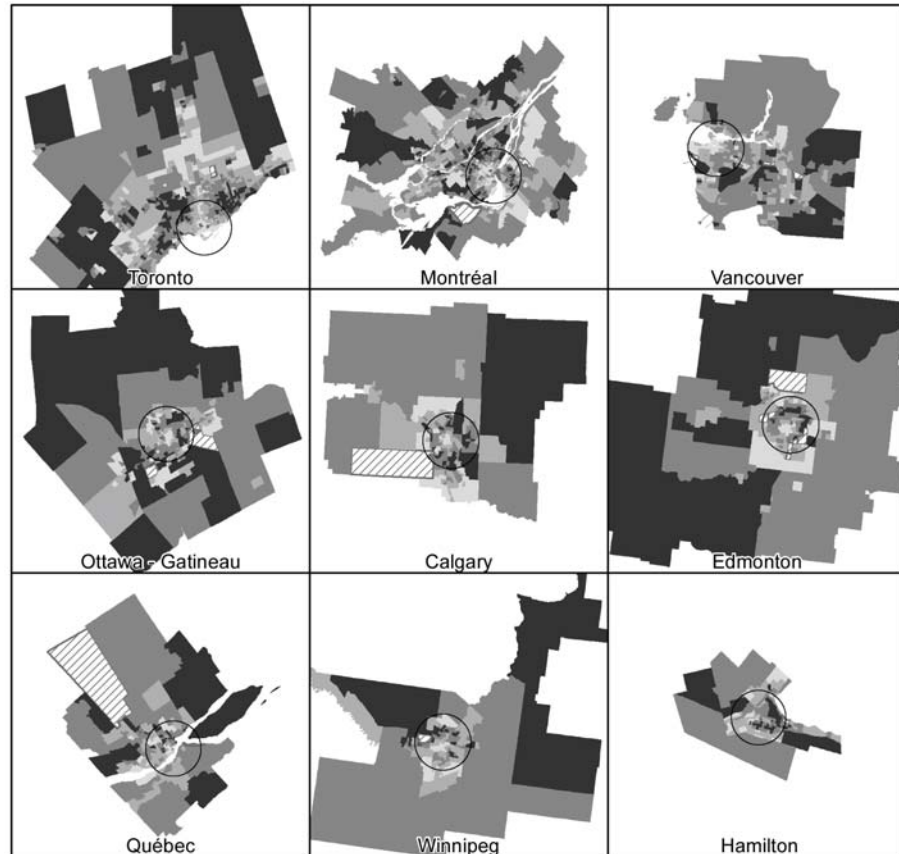 Toronto
Montréal
Vancouver
Ottawa - Gatineau
Calgary
Edmonton
Québec
Winnipeg
Hamilton